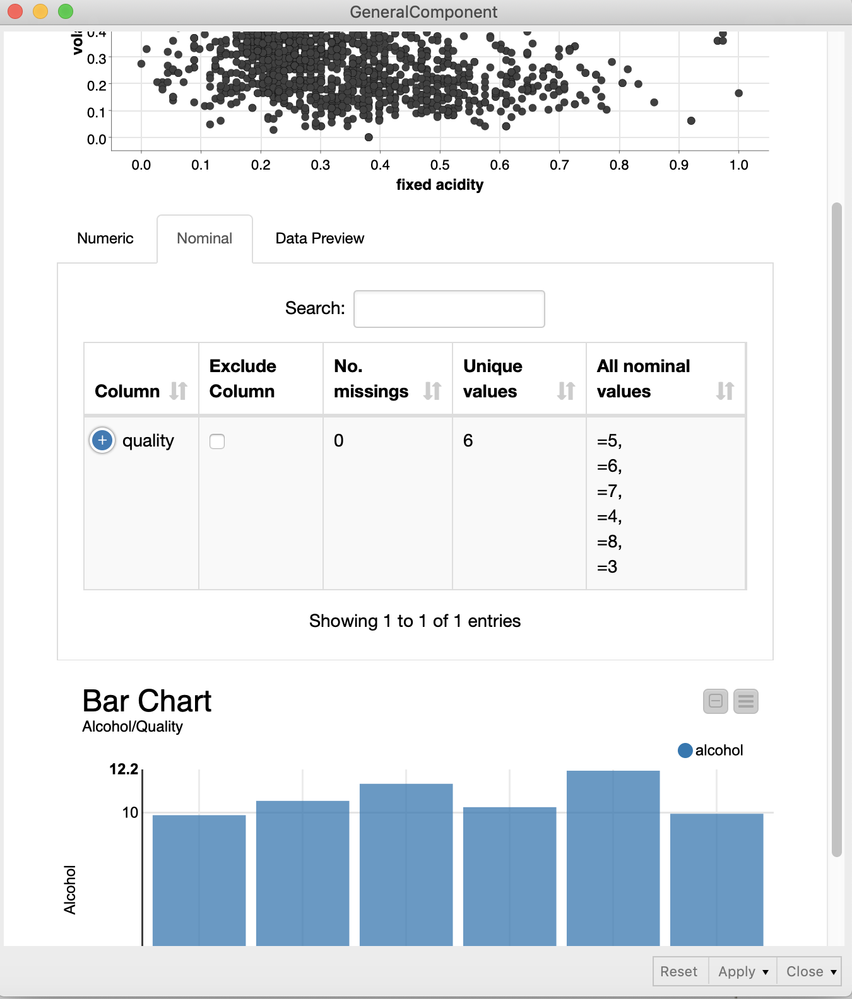 GeneralComponent
0.4
0.3
0.2
0.1
0.0
0.0 0.1 0.2 0.3 0.4 0.5 0.6 0.7 0.8 0.9 1.0
fixed acidity
Numeric Nominal Data Preview
Search:
Column Exclude Column No. missings Unique values All nominal values
quality 0 6 =5,
=6,
=7,
=4,
=8,
=3
Showing 1 to 1 of 1 entries
Bar Chart
Alcohol/Quality
alcohol
12.2
10
Alcohol
Reset Apply Close